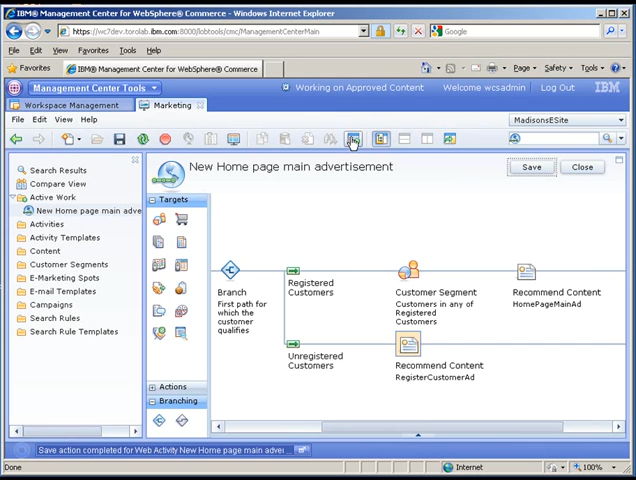 IBM® Management Center for WebSphere® Commerce - Windows Internet Explorer
https://wc7dev.torolab.ibm.com:8000/lobtools/cmc/ManagementCenterMain
Google
File Edit View Favorites Tools Help
Favorites
IBM® Management Center for WebSphere® Commerce
Page Safety Tools
Management Center Tools
Working on Approved Content
Welcome wcsadmin
Log Out
IBM
Workspace Management
Marketing
File Edit View Help
MadisonsESite
New Home page main advertisement
Save
Close
Search Results
Compare View
Active Work
New Home page main adve
Activities
Activity Templates
Content
Customer Segments
E-Marketing Spots
E-mail Templates
Campaigns
Search Rules
Search Rule Templates
Targets
Actions
Branching
Branch
First path for
which the
customer
qualifies
Registered
Customers
Customer Segment
Customers in any of
Registered
Customers
Recommend Content
HomePageMainAd
Unregistered
Customers
Recommend Content
RegisterCustomerAd
Save action completed for Web Activity New Home page main adver...
Done
Internet
100%